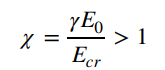 χ = γE₀ / E_cr > 1